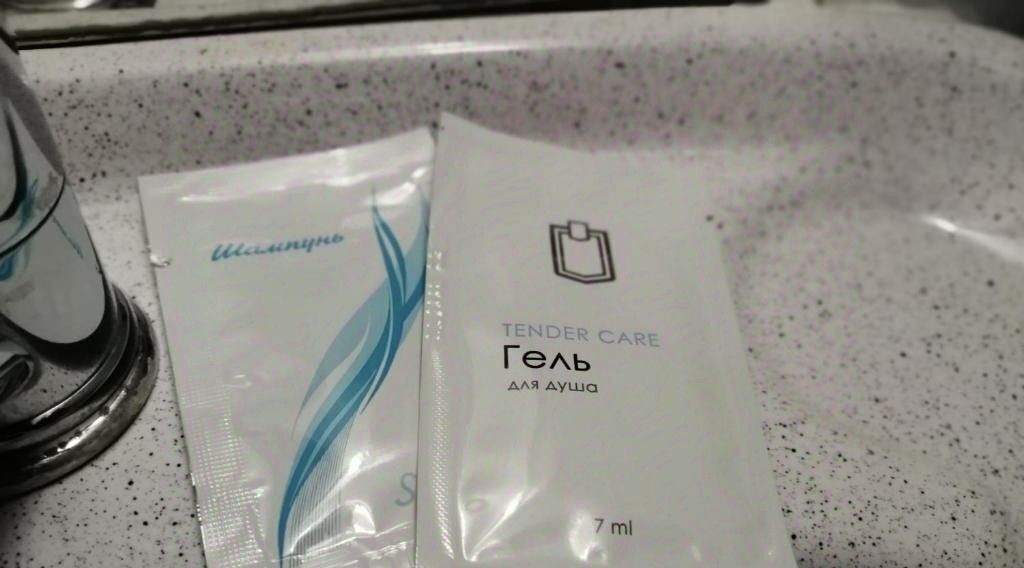 Шампунь
TENDER CARE
Гель
для душа
7 ml